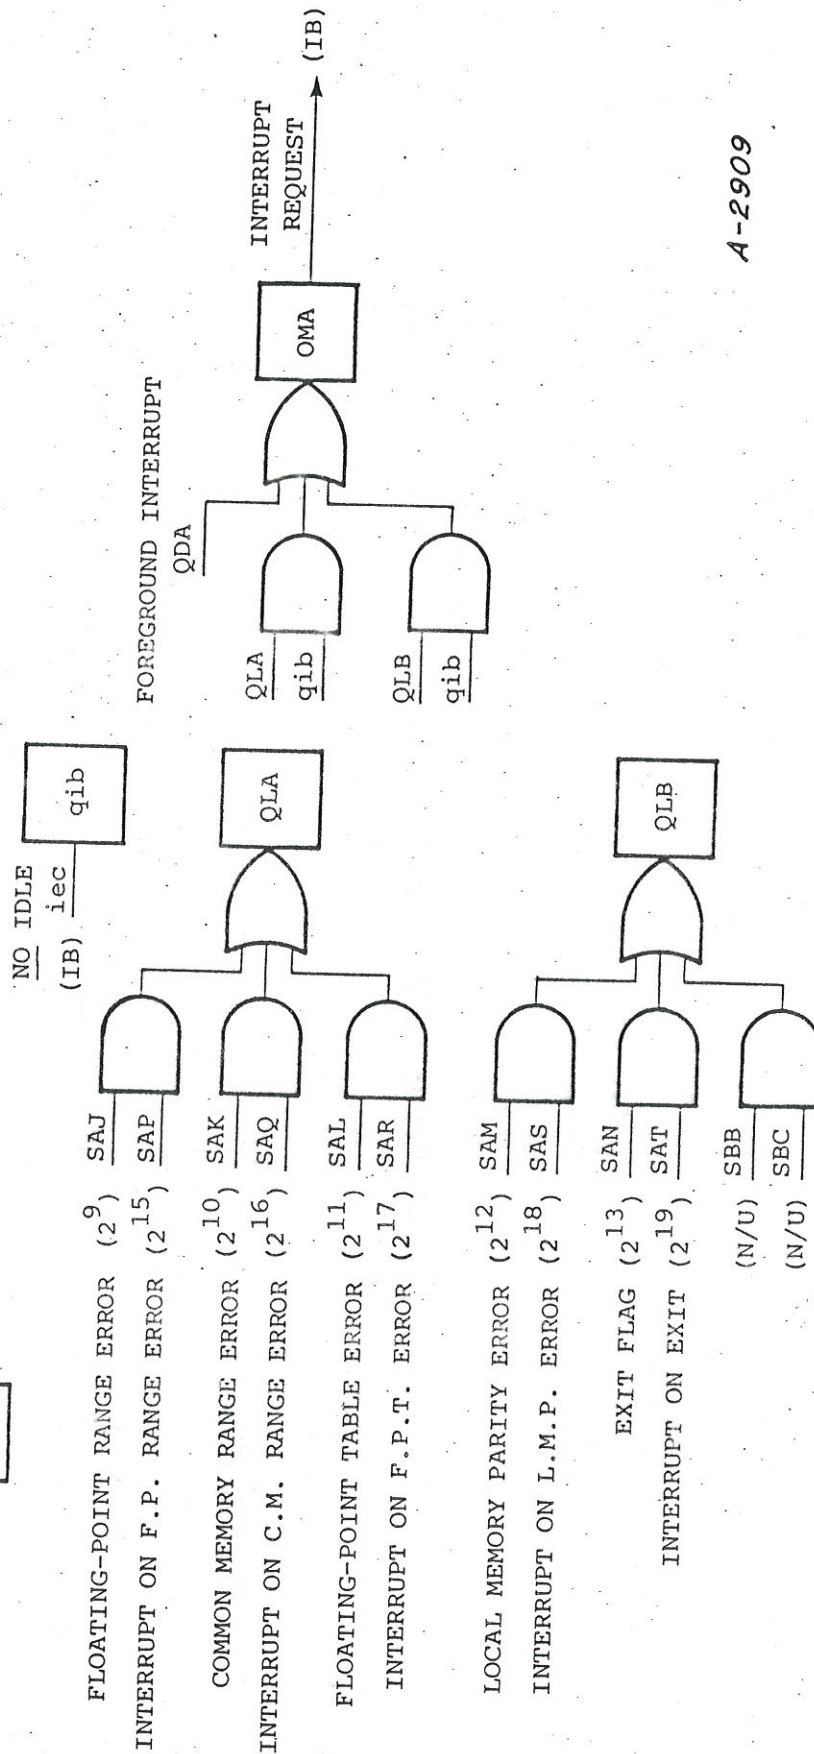 NO IDLE
iec
(IB)
qib
FLOATING-POINT RANGE ERROR (2^9) SAJ
INTERRUPT ON F.P. RANGE ERROR (2^15) SAP
COMMON MEMORY RANGE ERROR (2^10) SAK
INTERRUPT ON C.M. RANGE ERROR (2^16) SAQ
FLOATING-POINT TABLE ERROR (2^11) SAL
INTERRUPT ON F.P.T. ERROR (2^17) SAR
QLA
LOCAL MEMORY PARITY ERROR (2^12) SAM
INTERRUPT ON L.M.P. ERROR (2^18) SAS
EXIT FLAG (2^13) SAN
INTERRUPT ON EXIT (2^19) SAT
(N/U) SBB
(N/U) SBC
QLB
FOREGROUND INTERRUPT
QDA
QLA
qib
QLB
qib
OMA
INTERRUPT
REQUEST
(IB)
A-2909